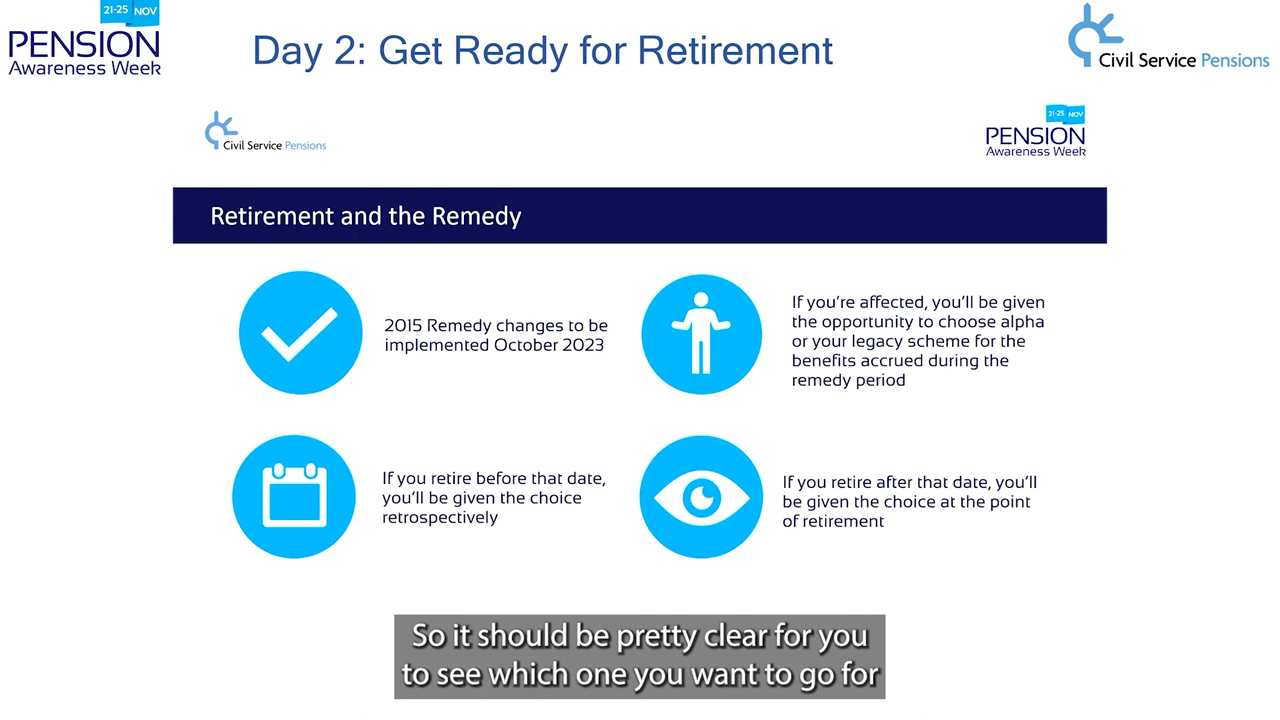 21-25 NOV
PENSION
Awareness Week
Day 2: Get Ready for Retirement
Civil Service Pensions
Civil Service Pensions
21-25 NOV
PENSION
Awareness Week
Retirement and the Remedy
2015 Remedy changes to be
implemented October 2023
If you're affected, you'll be given
the opportunity to choose alpha
or your legacy scheme for the
benefits accrued during the
remedy period
If you retire before that date,
you'll be given the choice
retrospectively
If you retire after that date, you'll
be given the choice at the point
of retirement
So it should be pretty clear for you
to see which one you want to go for